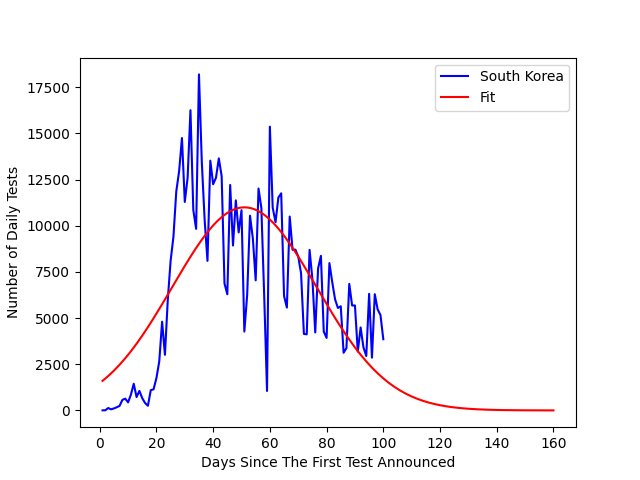 South Korea
Fit
Number of Daily Tests
17500
15000
12500
10000
7500
5000
2500
0
0 20 40 60 80 100 120 140 160
Days Since The First Test Announced